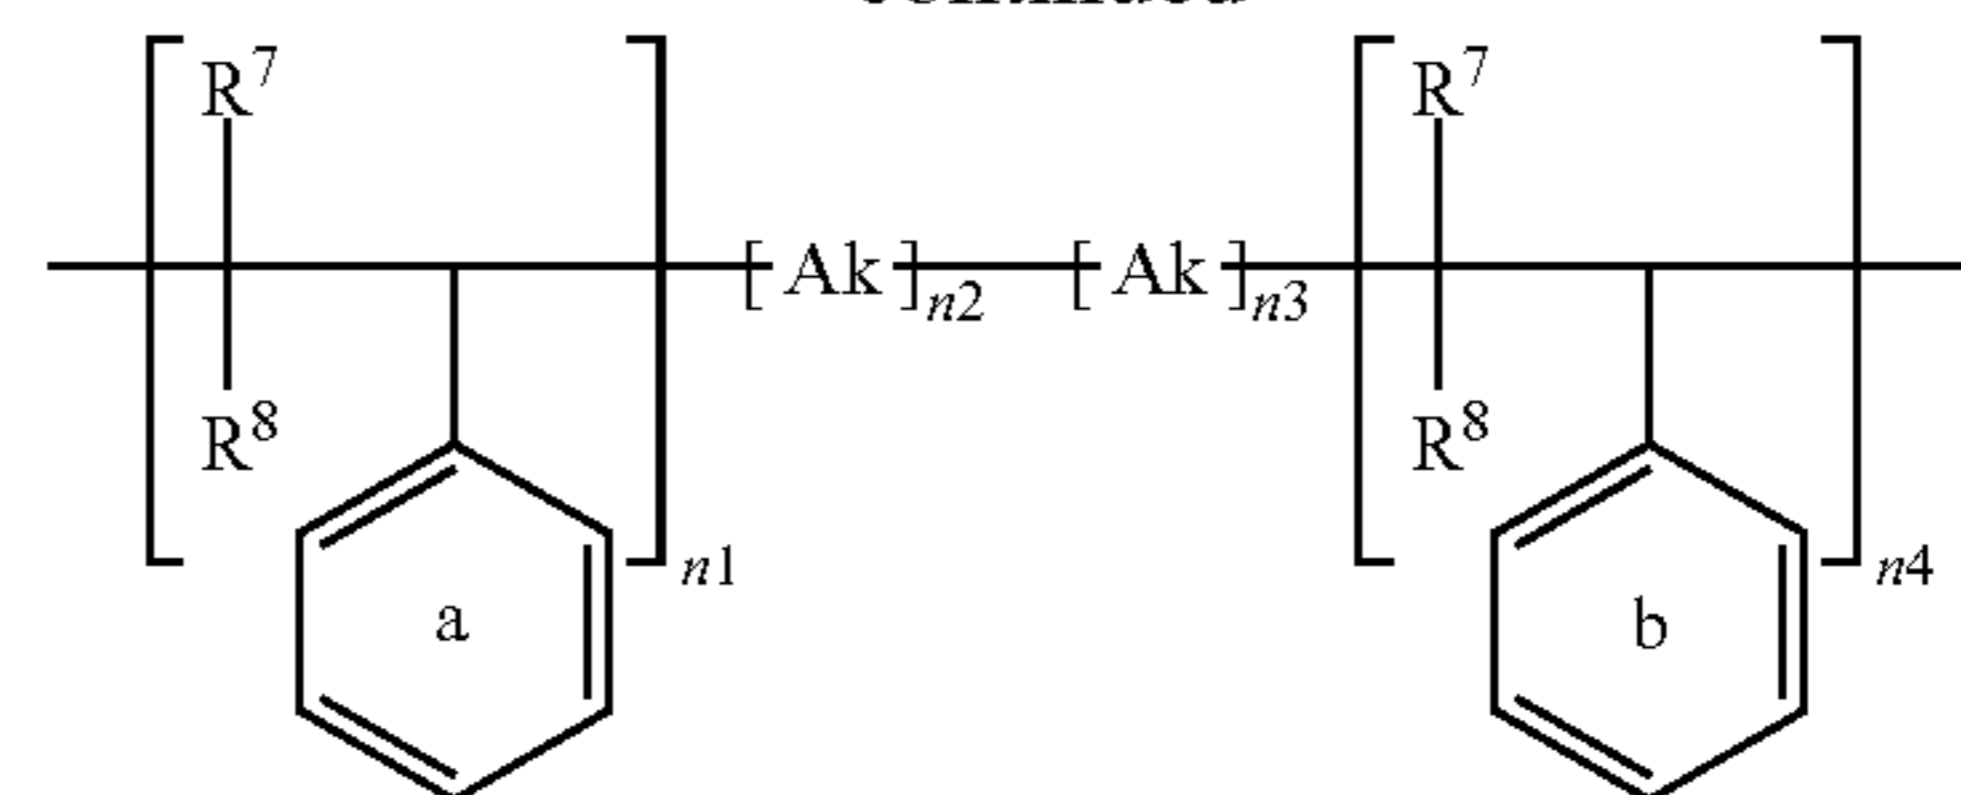 R⁷ R⁷
[ Ak ]n2 [ Ak ]n3
R⁸ R⁸
n1 n4
a b